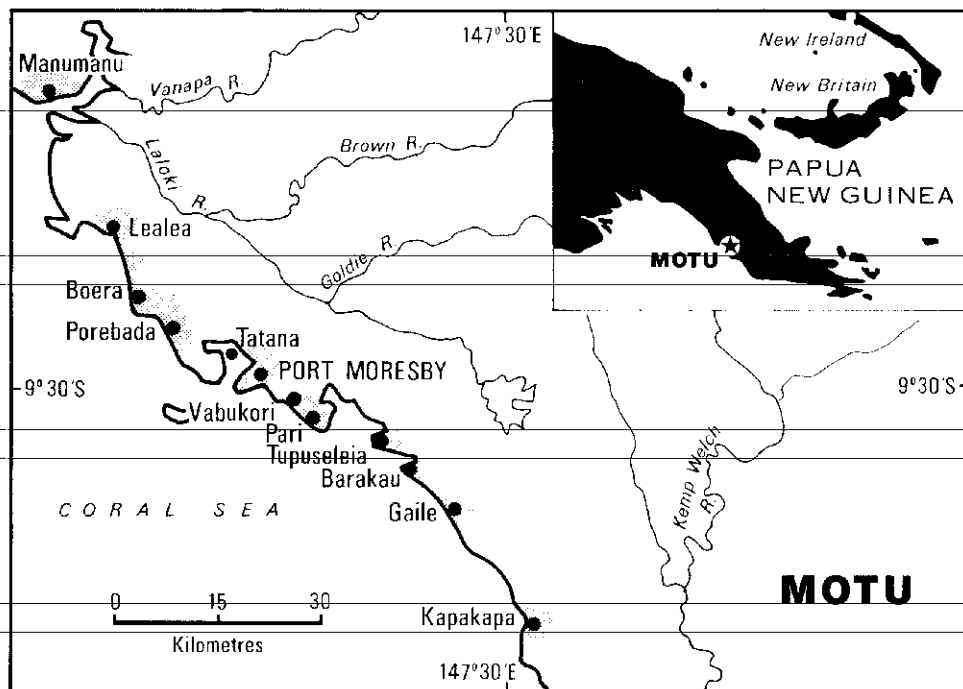 147°30'E
Manumanu
Vanapa R.
New Ireland
New Britain
PAPUA
NEW GUINEA
MOTU
Laloki
R.
Brown R.
Lealea
Goldie R.
Boera
Porebada
Tatana
PORT MORESBY
9°30'S
9°30'S
Vabukori
Pari
Tupuseleia
Barakau
Kemp Welch
R.
CORAL SEA
Gaile
0 15 30
Kilometres
Kapakapa
MOTU
147°30'E